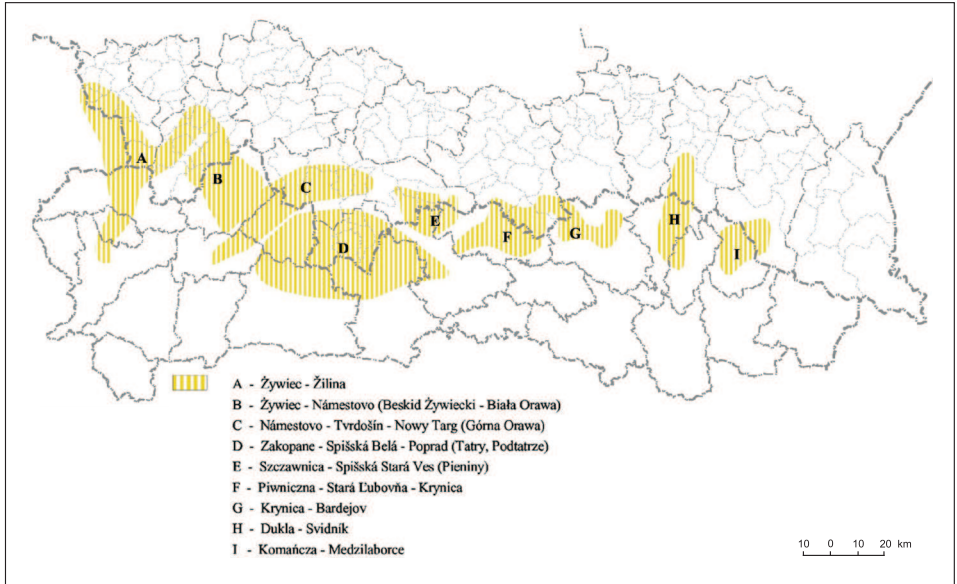 A
B
C
D
E
F
G
H
I
A - Żywiec - Žilina
B - Żywiec - Námestovo (Beskid Żywiecki - Biała Orawa)
C - Námestovo - Tvrdošín - Nowy Targ (Górna Orawa)
D - Zakopane - Spišská Belá - Poprad (Tatry, Podtatrze)
E - Szczawnica - Spišská Stará Ves (Pieniny)
F - Piwniczna - Stará Ľubovňa - Krynica
G - Krynica - Bardejov
H - Dukla - Svidník
I - Komańcza - Medzilaborce
10 0 10 20 km